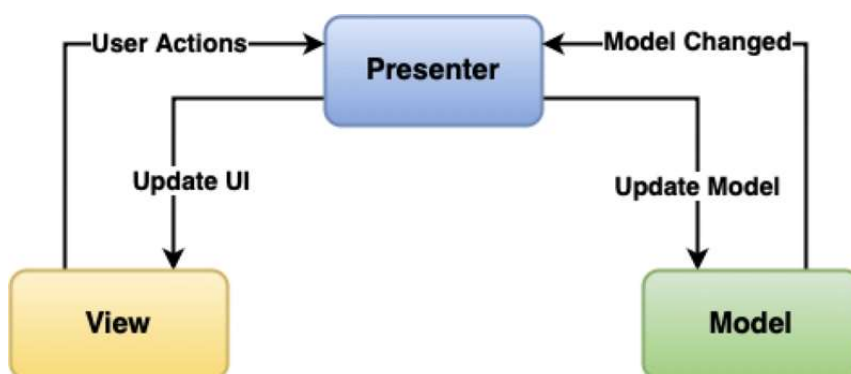 User Actions
Model Changed
Presenter
Update UI
Update Model
View
Model